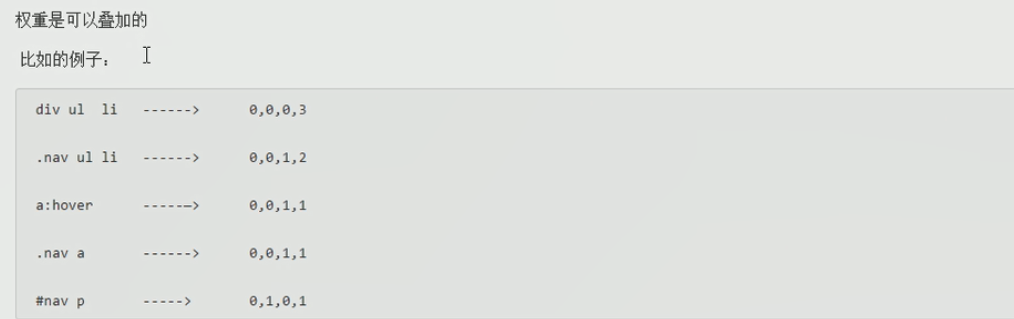 权重是可以叠加的
比如的例子：
div ul  li   ------>      0,0,0,3
.nav ul li   ------>      0,0,1,2
a:hover      -----—>      0,0,1,1
.nav a       ------>      0,0,1,1
#nav p       ----->       0,1,0,1